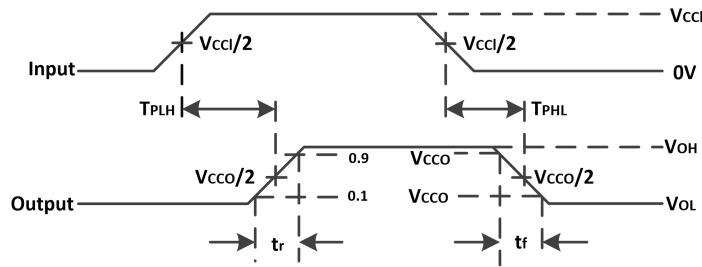 VCCI
VCCI/2
VCCI/2
Input
0V
TPLH
TPHL
0.9
VCCO
VOH
VCCO/2
VCCO/2
Output
0.1
VCCO
VOL
tr
tf